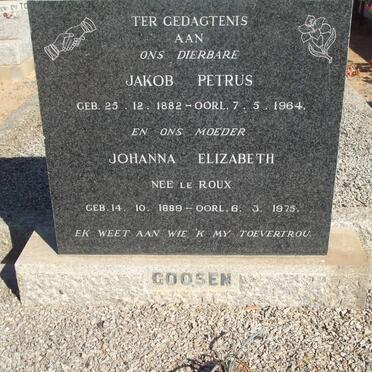 TER GEDAGTENIS
AAN
ONS DIERBARE
JAKOB PETRUS
GEB. 25. 12. 1882 - OORL. 7. 5. 1964.
EN ONS MOEDER
JOHANNA ELIZABETH
NEE LE ROUX
GEB. 14. 10. 1889 - OORL. 6. 3. 1975.
EK WEET AAN WIE 'K MY TOEVERTROU.
GOOSEN